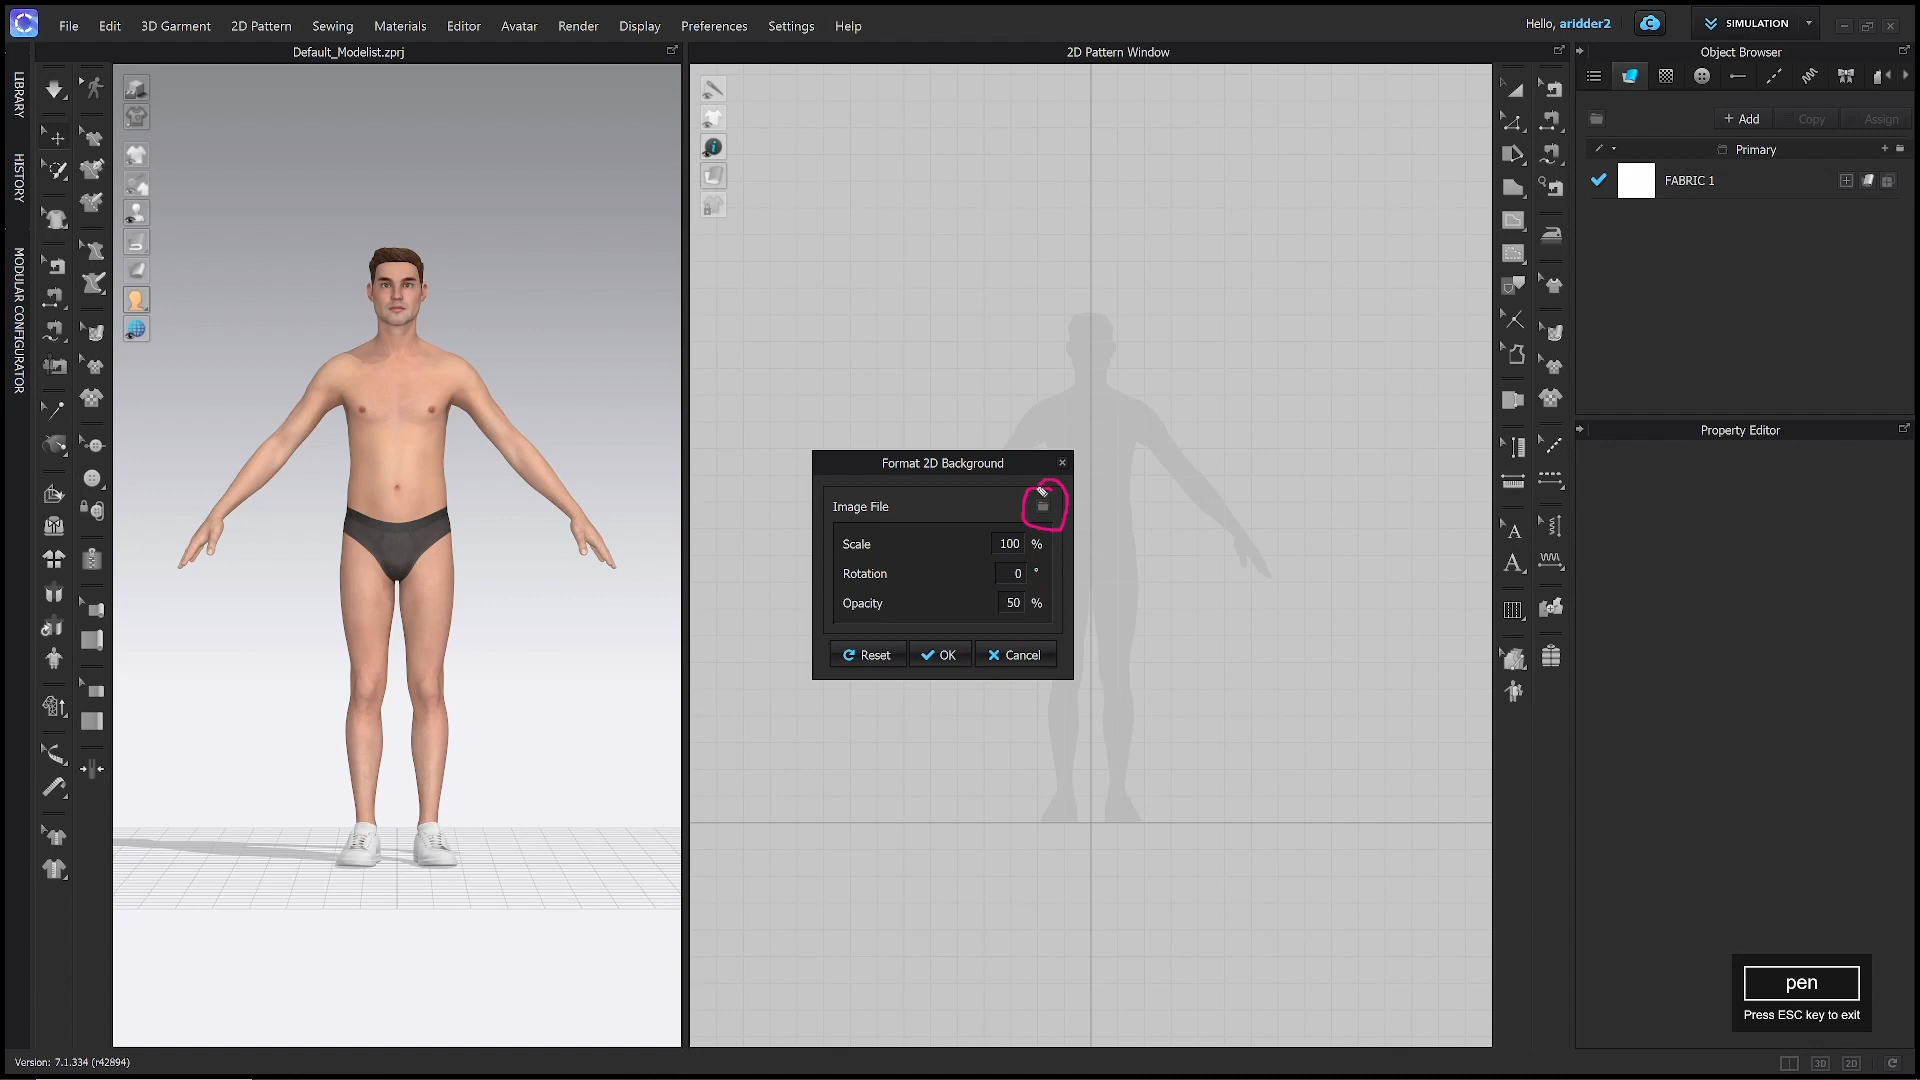 File Edit 3D Garment 2D Pattern Sewing Materials Editor Avatar Render Display Preferences Settings Help
Hello, aridder2
SIMULATION
Default_Modelist.zprj
2D Pattern Window
Object Browser
LIBRARY
HISTORY
MODULAR CONFIGURATOR
+ Add
Copy
Assign
Primary
FABRIC 1
Property Editor
Format 2D Background
Image File
Scale 100 %
Rotation 0 °
Opacity 50 %
Reset OK Cancel
pen
Press ESC key to exit
Version: 7.1.334 (r42894)
3D 2D